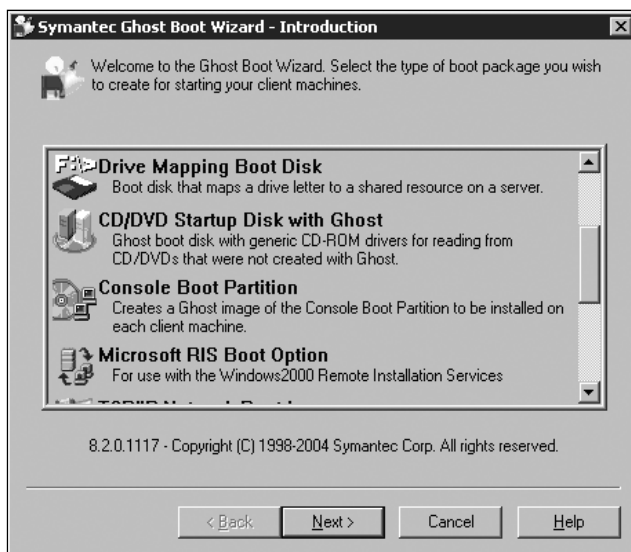 Symantec Ghost Boot Wizard - Introduction
Welcome to the Ghost Boot Wizard. Select the type of boot package you wish
to create for starting your client machines.
F:\>
Drive Mapping Boot Disk
Boot disk that maps a drive letter to a shared resource on a server.
CD/DVD Startup Disk with Ghost
Ghost boot disk with generic CD-ROM drivers for reading from
CD/DVDs that were not created with Ghost.
Console Boot Partition
Creates a Ghost image of the Console Boot Partition to be installed on
each client machine.
Microsoft RIS Boot Option
For use with the Windows2000 Remote Installation Services
8.2.0.1117 - Copyright (C) 1998-2004 Symantec Corp. All rights reserved.
< Back
Next >
Cancel
Help